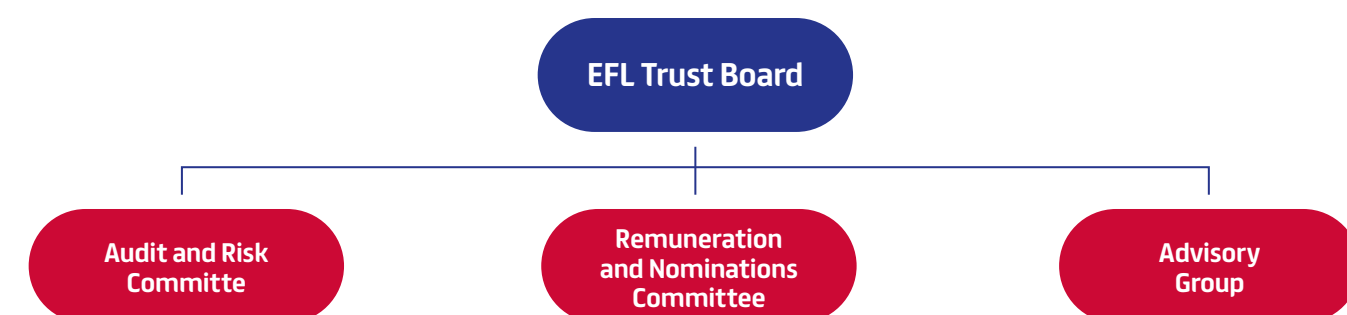 EFL Trust Board
Audit and Risk
Committe
Remuneration
and Nominations
Committee
Advisory
Group